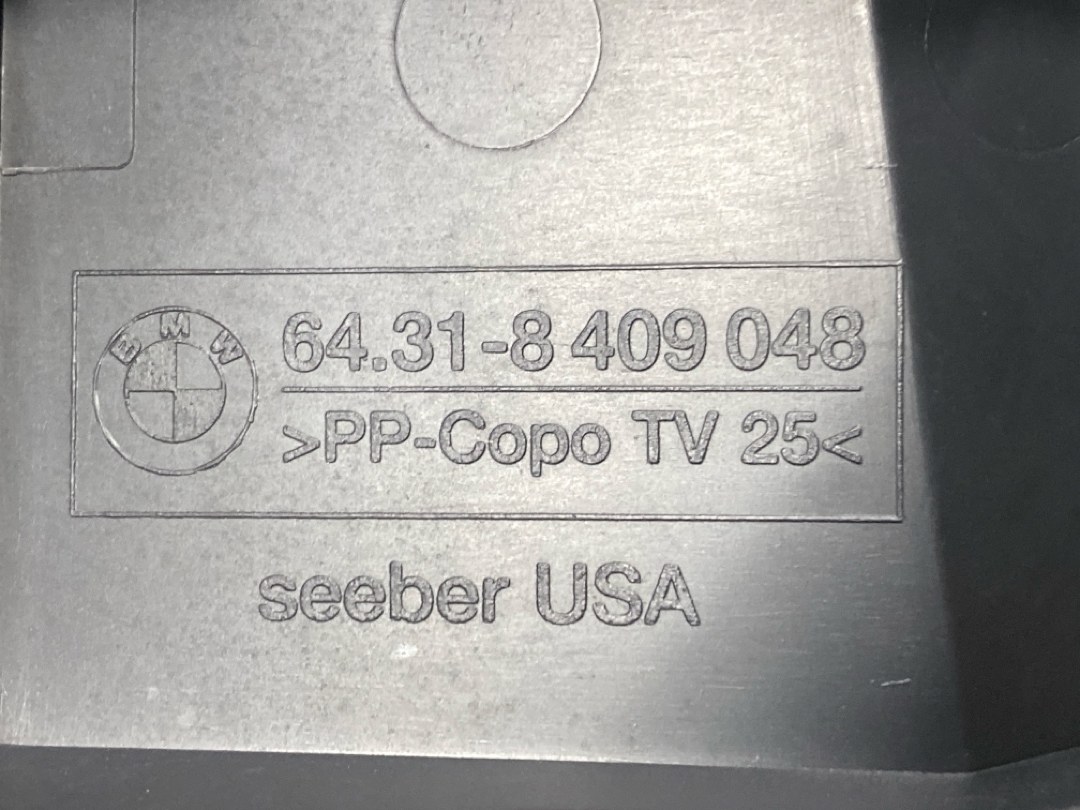 BMW
64.31-8 409 048
>PP-Copo TV 25<
seeber USA